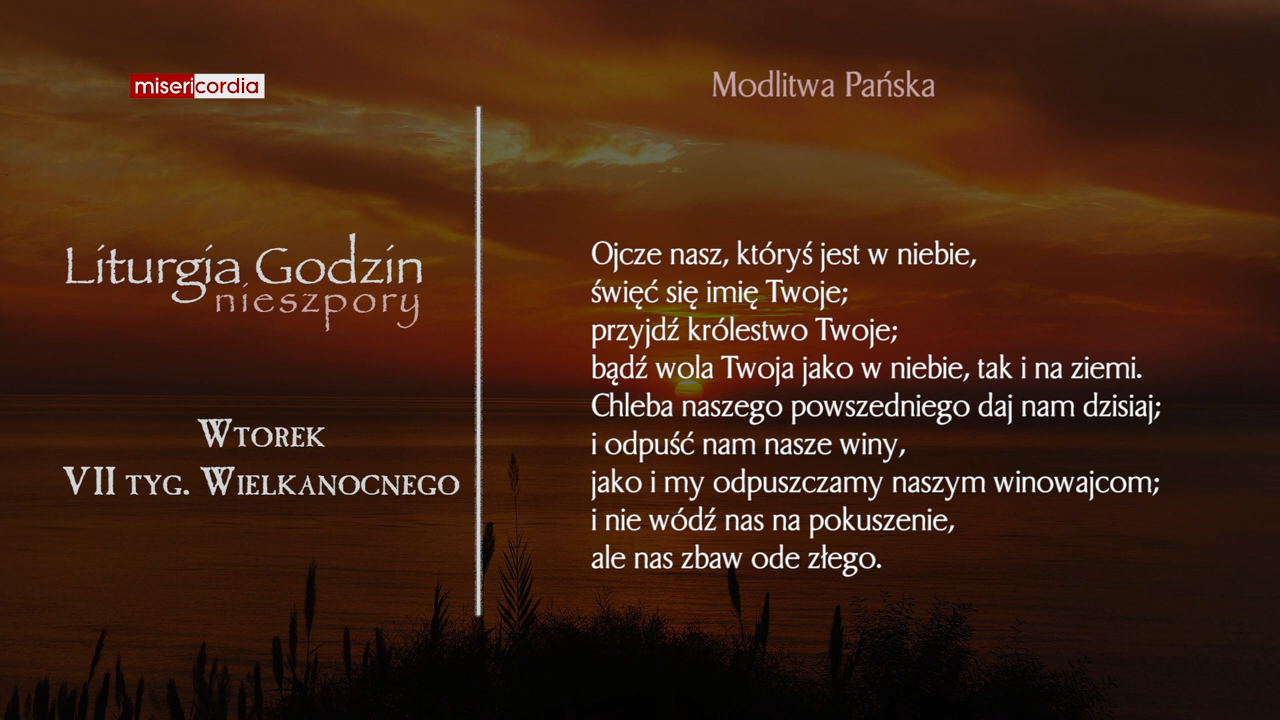 misericordia
Liturgia Godzin
nieszpory
Wtorek
VII tyg. Wielkanocnego
Modlitwa Pańska
Ojcze nasz, któryś jest w niebie,
święć się imię Twoje;
przyjdź królestwo Twoje;
bądź wola Twoja jako w niebie, tak i na ziemi.
Chleba naszego powszedniego daj nam dzisiaj;
i odpuść nam nasze winy,
jako i my odpuszczamy naszym winowajcom;
i nie wódź nas na pokuszenie,
ale nas zbaw ode złego.